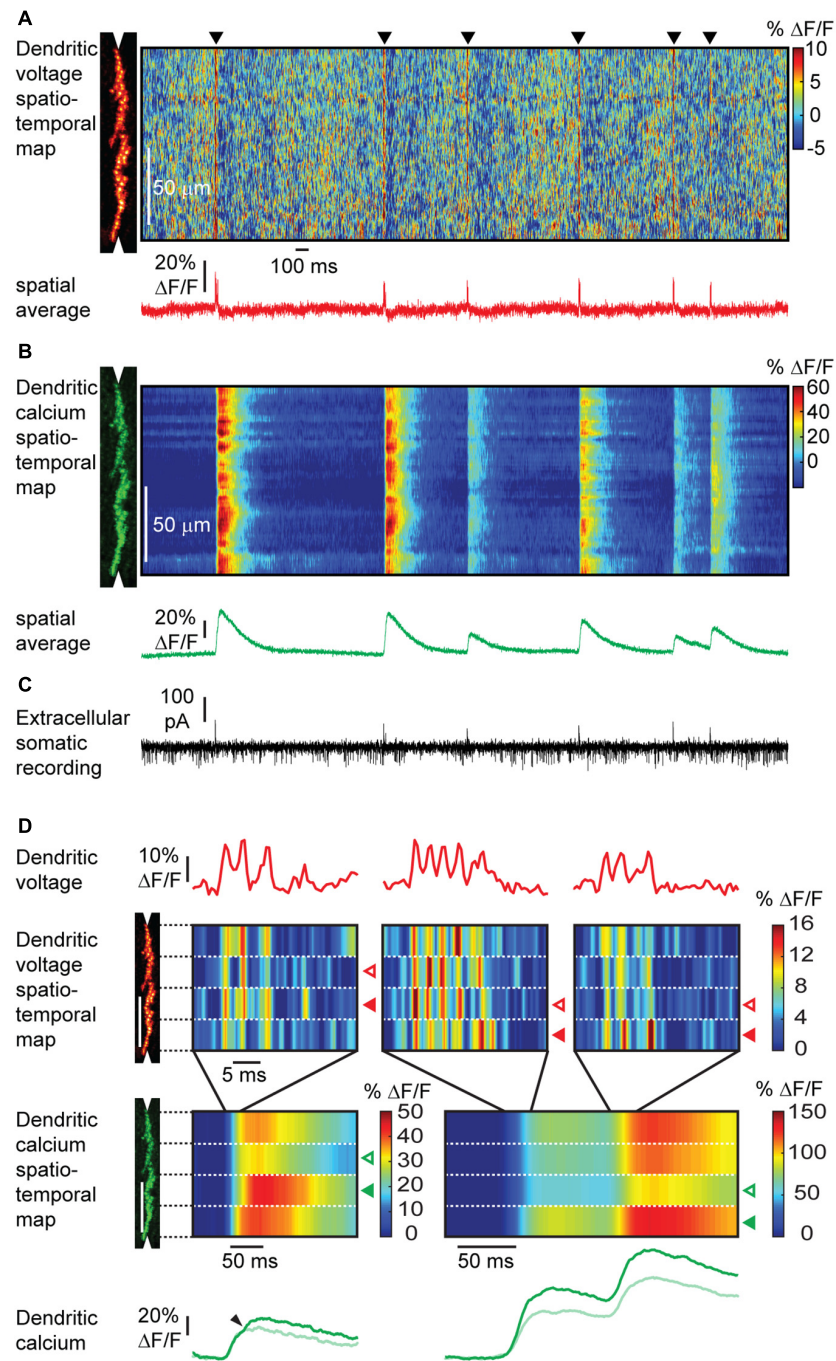 A
Dendritic
voltage
spatio-
temporal
map
50 μm
% ΔF/F
10
0
-5
100 ms
20%
ΔF/F
spatial
average
B
Dendritic
calcium
spatio-
temporal
map
50 μm
% ΔF/F
60
40
20
0
spatial
average
20%
ΔF/F
C
Extracellular
somatic
recording
100
pA
D
Dendritic
voltage
10%
ΔF/F
Dendritic
voltage
spatio-
temporal
map
% ΔF/F
16
12
8
4
0
5 ms
Dendritic
calcium
spatio-
temporal
map
% ΔF/F
50
40
30
20
10
0
% ΔF/F
150
100
50
0
50 ms
50 ms
Dendritic
calcium
20%
ΔF/F